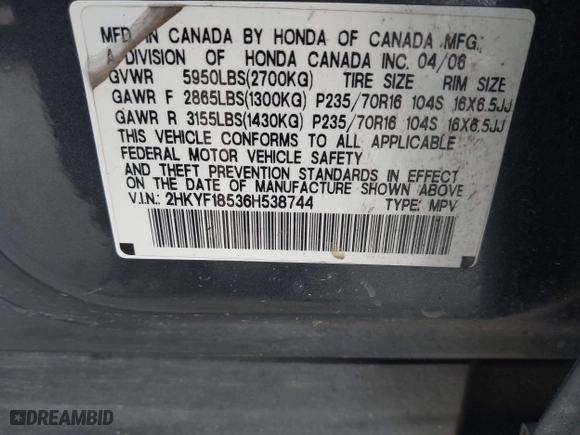 MFD IN CANADA BY HONDA OF CANADA MFG.,
A DIVISION OF HONDA CANADA INC. 04/06
GVWR 5950LBS(2700KG) TIRE SIZE RIM SIZE
GAWR F 2865LBS(1300KG) P235/70R16 104S 16X6.5JJ
GAWR R 3155LBS(1430KG) P235/70R16 104S 16X6.5JJ
THIS VEHICLE CONFORMS TO ALL APPLICABLE
FEDERAL MOTOR VEHICLE SAFETY
AND THEFT PREVENTION STANDARDS IN EFFECT
ON THE DATE OF MANUFACTURE SHOWN ABOVE
V.I.N.: 2HKYF18536H538744 TYPE: MPV
DREAMBID